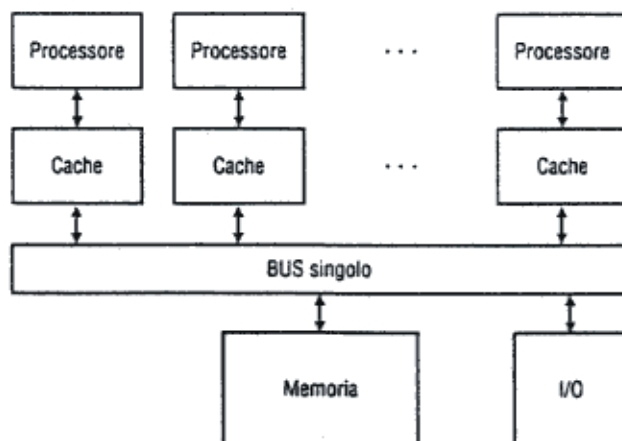 Processore Processore ... Processore
Cache Cache ... Cache
BUS singolo
Memoria I/O